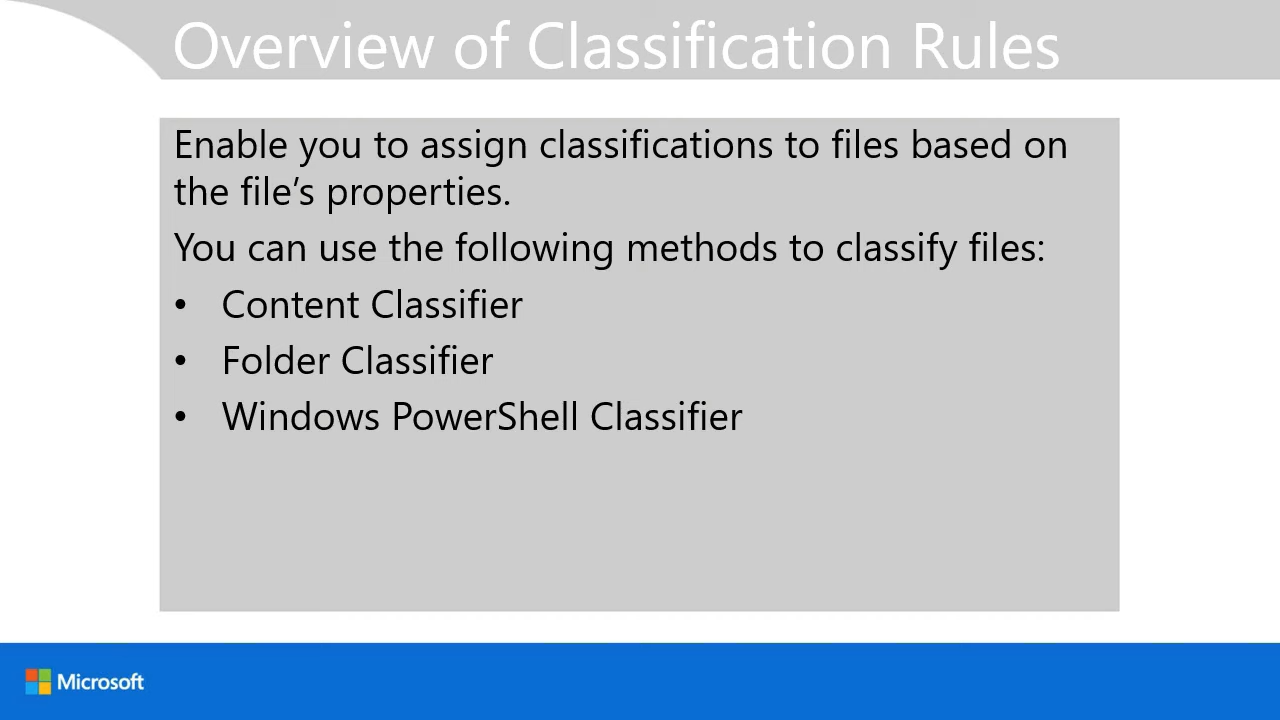 Overview of Classification Rules
Enable you to assign classifications to files based on
the file’s properties.
You can use the following methods to classify files:
• Content Classifier
• Folder Classifier
• Windows PowerShell Classifier
Microsoft